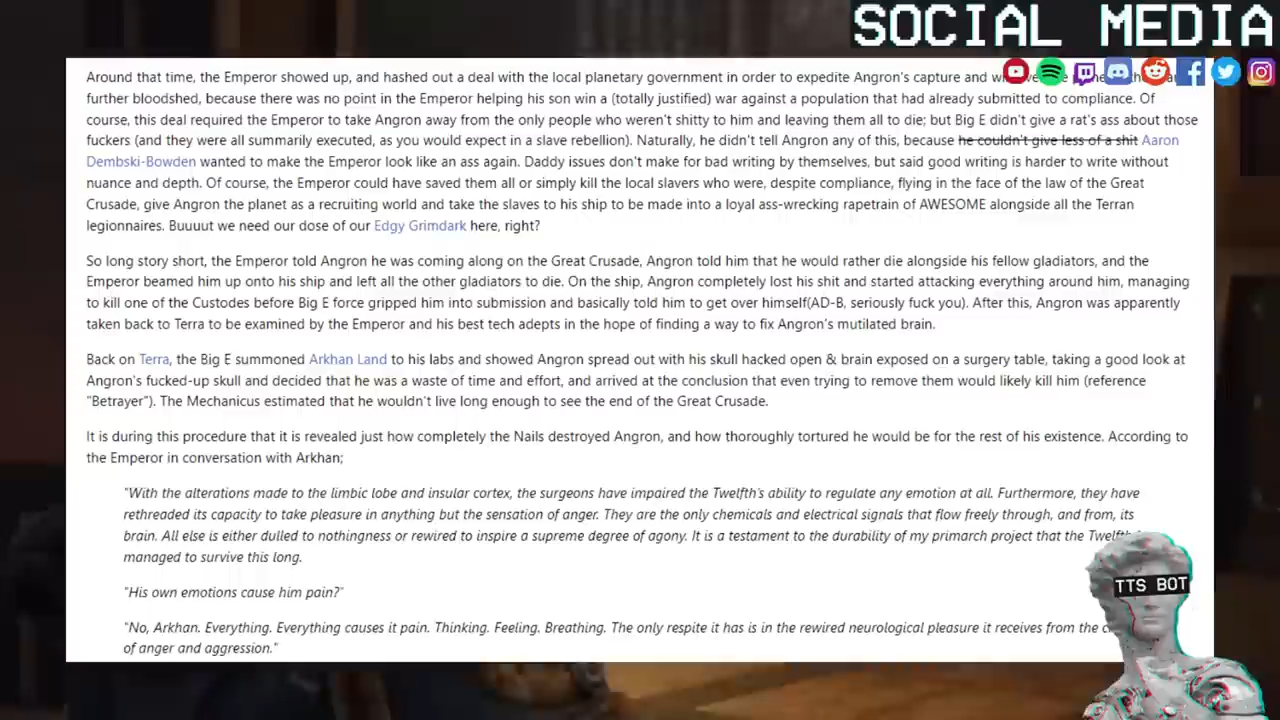 SOCIAL MEDIA
Around that time, the Emperor showed up, and hashed out a deal with the local planetary government in order to expedite Angron's capture and
further bloodshed, because there was no point in the Emperor helping his son win a (totally justified) war against a population that had already submitted to compliance. Of
course, this deal required the Emperor to take Angron away from the only people who weren't shitty to him and leaving them all to die; but Big E didn't give a rat's ass about those
fuckers (and they were all summarily executed, as you would expect in a slave rebellion). Naturally, he didn't tell Angron any of this, because he couldn't give less of a shit Aaron
Dembski-Bowden wanted to make the Emperor look like an ass again. Daddy issues don't make for bad writing by themselves, but said good writing is harder to write without
nuance and depth. Of course, the Emperor could have saved them all or simply kill the local slavers who were, despite compliance, flying in the face of the law of the Great
Crusade, give Angron the planet as a recruiting world and take the slaves to his ship to be made into a loyal ass-wrecking rapetrain of AWESOME alongside all the Terran
legionnaires. Buuuut we need our dose of our Edgy Grimdark here, right?
So long story short, the Emperor told Angron he was coming along on the Great Crusade, Angron told him that he would rather die alongside his fellow gladiators, and the
Emperor beamed him up onto his ship and left all the other gladiators to die. On the ship, Angron completely lost his shit and started attacking everything around him, managing
to kill one of the Custodes before Big E force gripped him into submission and basically told him to get over himself(AD-B, seriously fuck you). After this, Angron was apparently
taken back to Terra to be examined by the Emperor and his best tech adepts in the hope of finding a way to fix Angron's mutilated brain.
Back on Terra, the Big E summoned Arkhan Land to his labs and showed Angron spread out with his skull hacked open & brain exposed on a surgery table, taking a good look at
Angron's fucked-up skull and decided that he was a waste of time and effort, and arrived at the conclusion that even trying to remove them would likely kill him (reference
"Betrayer"). The Mechanicus estimated that he wouldn't live long enough to see the end of the Great Crusade.
It is during this procedure that it is revealed just how completely the Nails destroyed Angron, and how thoroughly tortured he would be for the rest of his existence. According to
the Emperor in conversation with Arkhan;
"With the alterations made to the limbic lobe and insular cortex, the surgeons have impaired the Twelfth's ability to regulate any emotion at all. Furthermore, they have
rethreaded its capacity to take pleasure in anything but the sensation of anger. They are the only chemicals and electrical signals that flow freely through, and from, its
brain. All else is either dulled to nothingness or rewired to inspire a supreme degree of agony. It is a testament to the durability of my primarch project that the Twelfth
managed to survive this long.
"His own emotions cause him pain?"
"No, Arkhan. Everything. Everything causes it pain. Thinking. Feeling. Breathing. The only respite it has is in the rewired neurological pleasure it receives from the
of anger and aggression."
TTS BOT